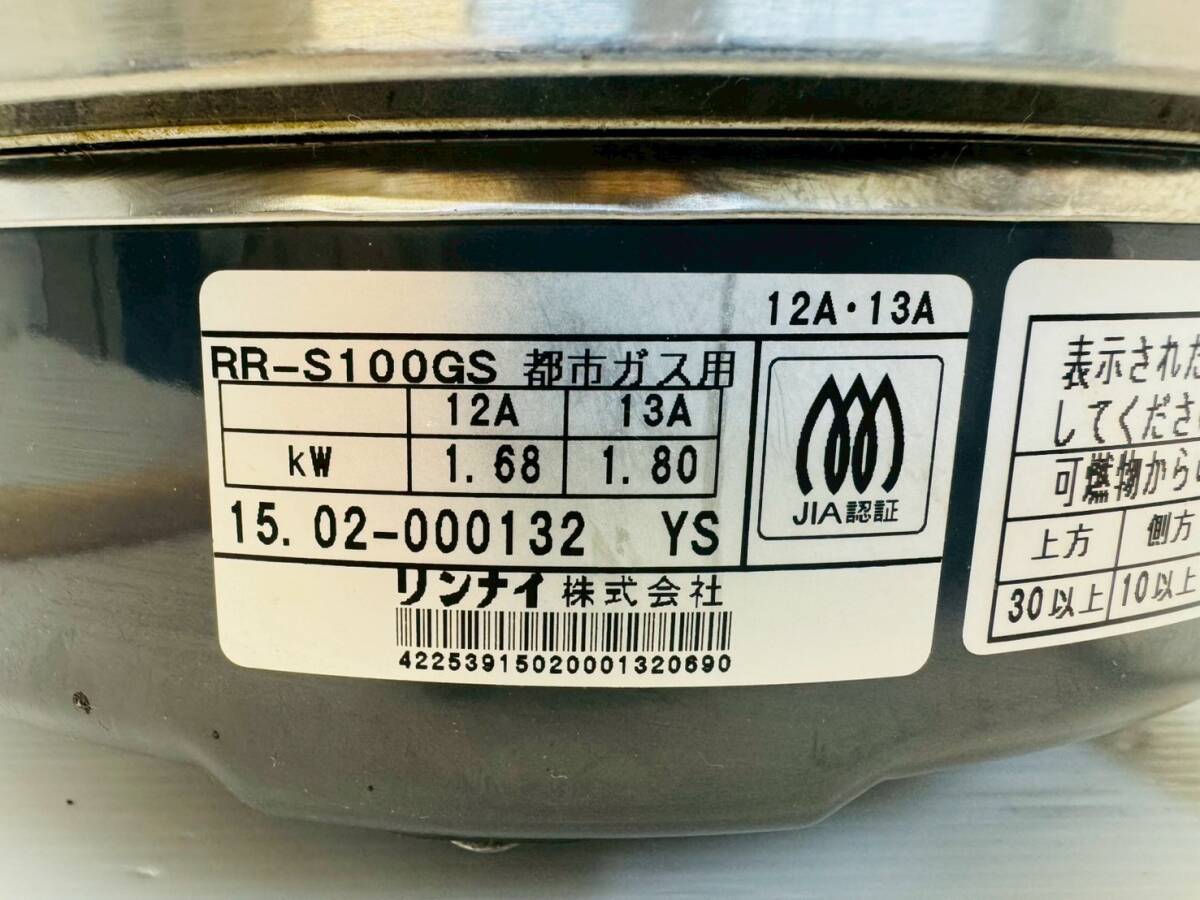 12A・13A
RR-S100GS 都市ガス用
12A 13A
kW 1.68 1.80
15.02-000132 YS
JIA認証
リンナイ株式会社
42253915020001320690
表示された
してくださ
可燃物から
上方 側方
30以上 10以上